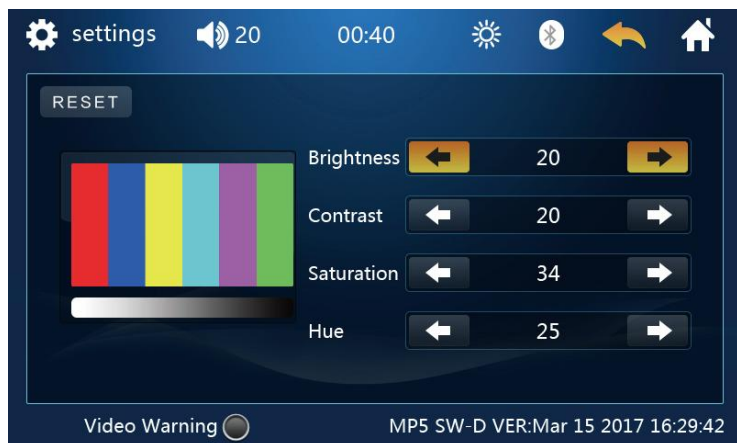 settings 20 00:40
RESET
Brightness 20
Contrast 20
Saturation 34
Hue 25
Video Warning MP5 SW-D VER:Mar 15 2017 16:29:42